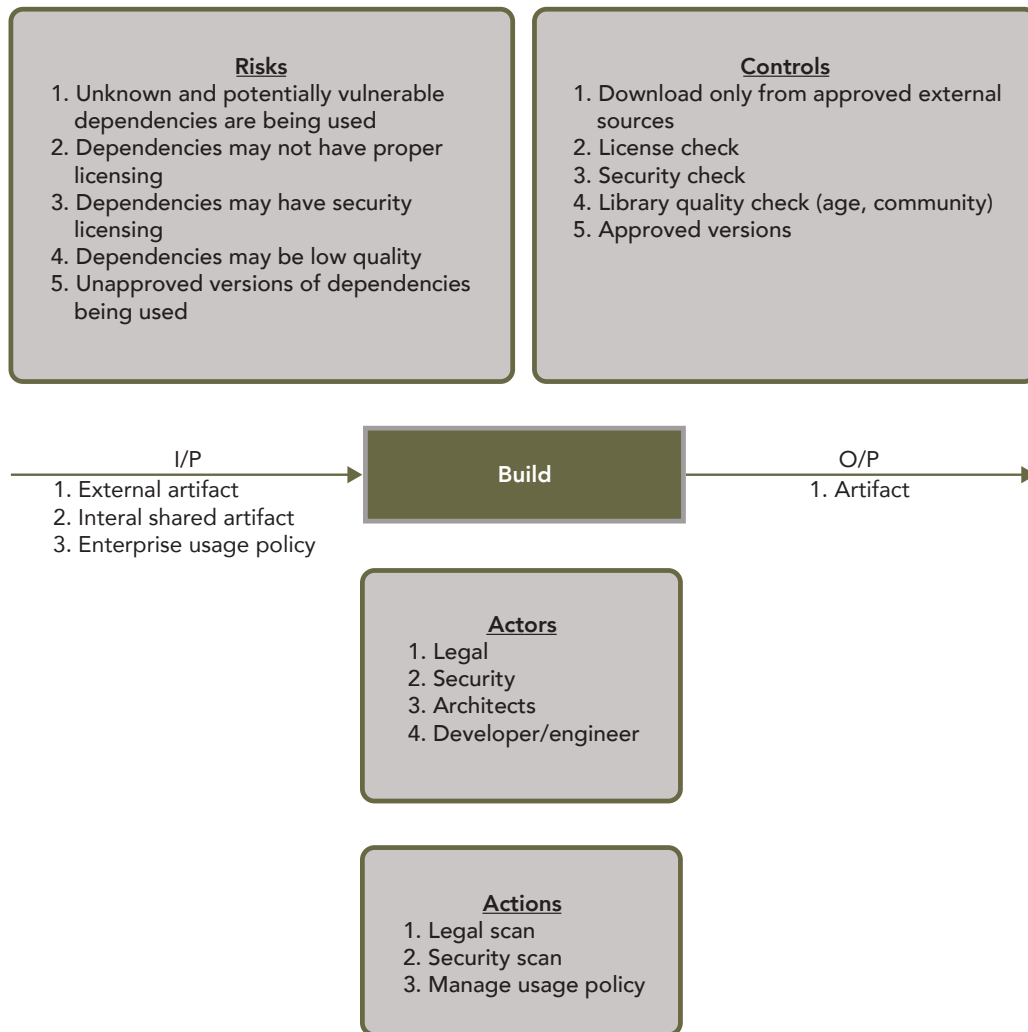 Risks
1. Unknown and potentially vulnerable
dependencies are being used
2. Dependencies may not have proper
licensing
3. Dependencies may have security
licensing
4. Dependencies may be low quality
5. Unapproved versions of dependencies
being used
Controls
1. Download only from approved external
sources
2. License check
3. Security check
4. Library quality check (age, community)
5. Approved versions
I/P
1. External artifact
2. Interal shared artifact
3. Enterprise usage policy
Build
O/P
1. Artifact
Actors
1. Legal
2. Security
3. Architects
4. Developer/engineer
Actions
1. Legal scan
2. Security scan
3. Manage usage policy